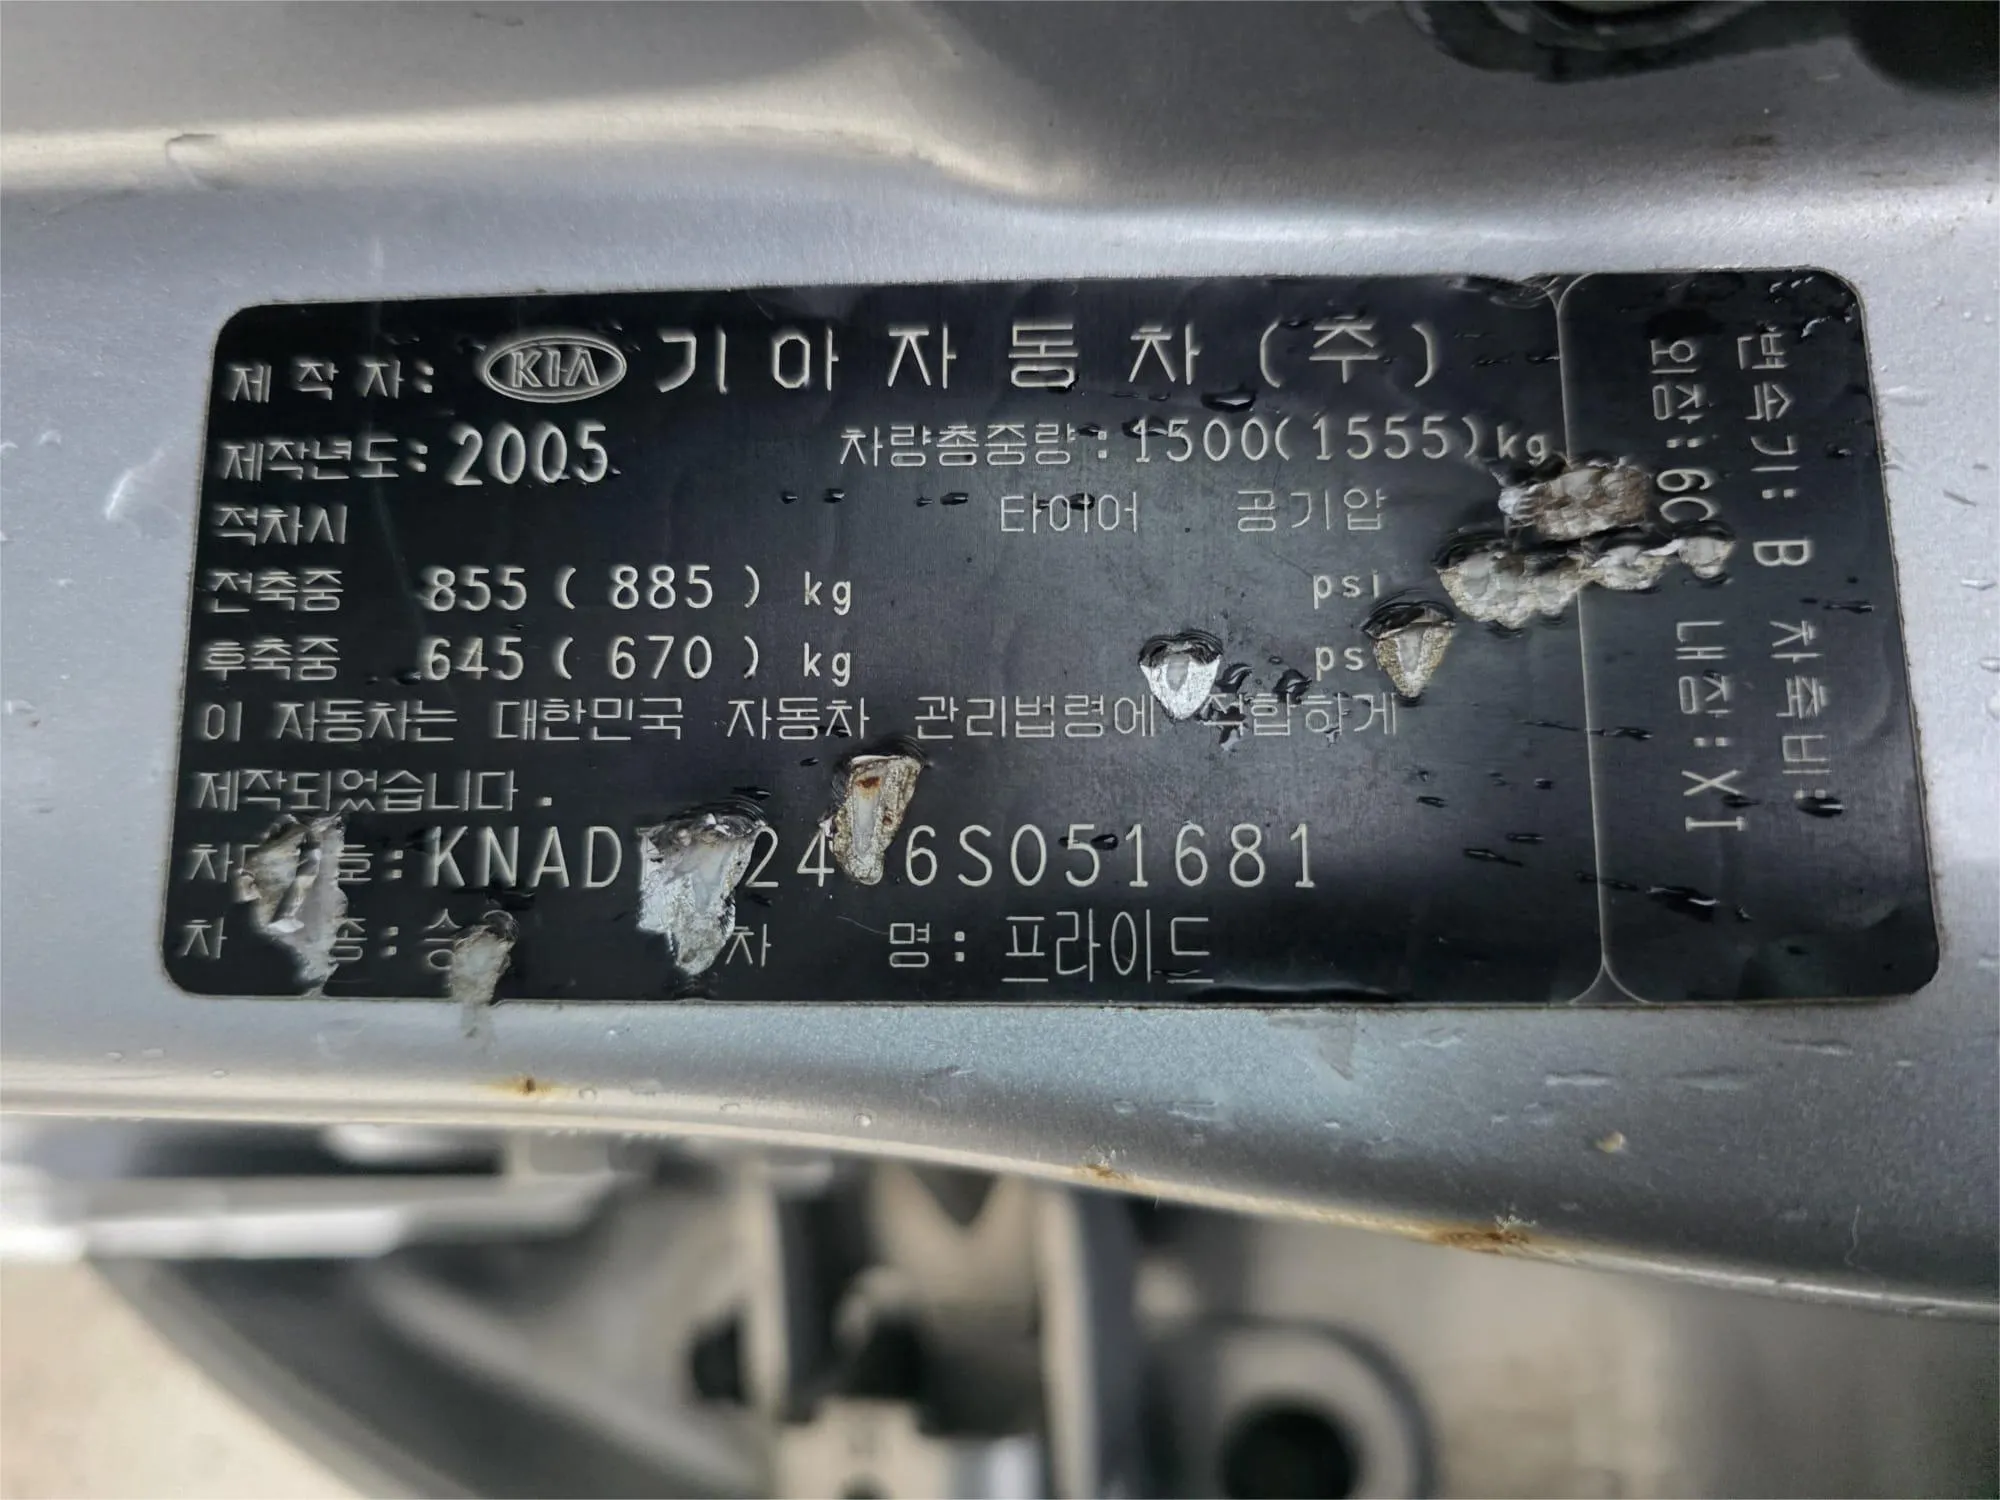 제 작 자: KIA 기 아 자 동 차 (주)
제작년도: 2005
차량총중량: 1500(1555)kg
적차시
타이어 공기압
전축중 855 ( 885 ) kg psi
후축중 645 ( 670 ) kg
이 자동차는 대한민국 자동차 관리법령에 적합하게
제작되었습니다.
차 명: 프라이드
변속기: B 차축비:
외장: 내장: XI